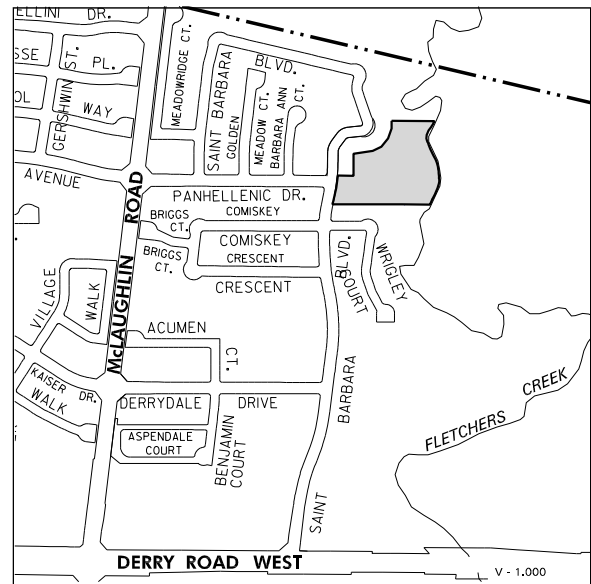 ELLINI DR.
SSE
ST.
PL.
GERSHWIN
OL
WAY
AVENUE
MEADOWRIDGE CT.
SAINT BARBARA
BLVD.
GOLDEN
MEADOW CT.
BARBARA ANN
CT.
McLAUGHLIN ROAD
PANHELLENIC DR.
COMISKEY
BRIGGS
CT.
COMISKEY
CRESCENT
BRIGGS
CT.
CRESCENT
BLVD.
COURT
WRIGLEY
VILLAGE
WALK
ACUMEN
CT.
KAISER DR.
WALK
DERRYDALE DRIVE
ASPENDALE
COURT
BENJAMIN
COURT
SAINT BARBARA
FLETCHERS CREEK
DERRY ROAD WEST
V - 1.000